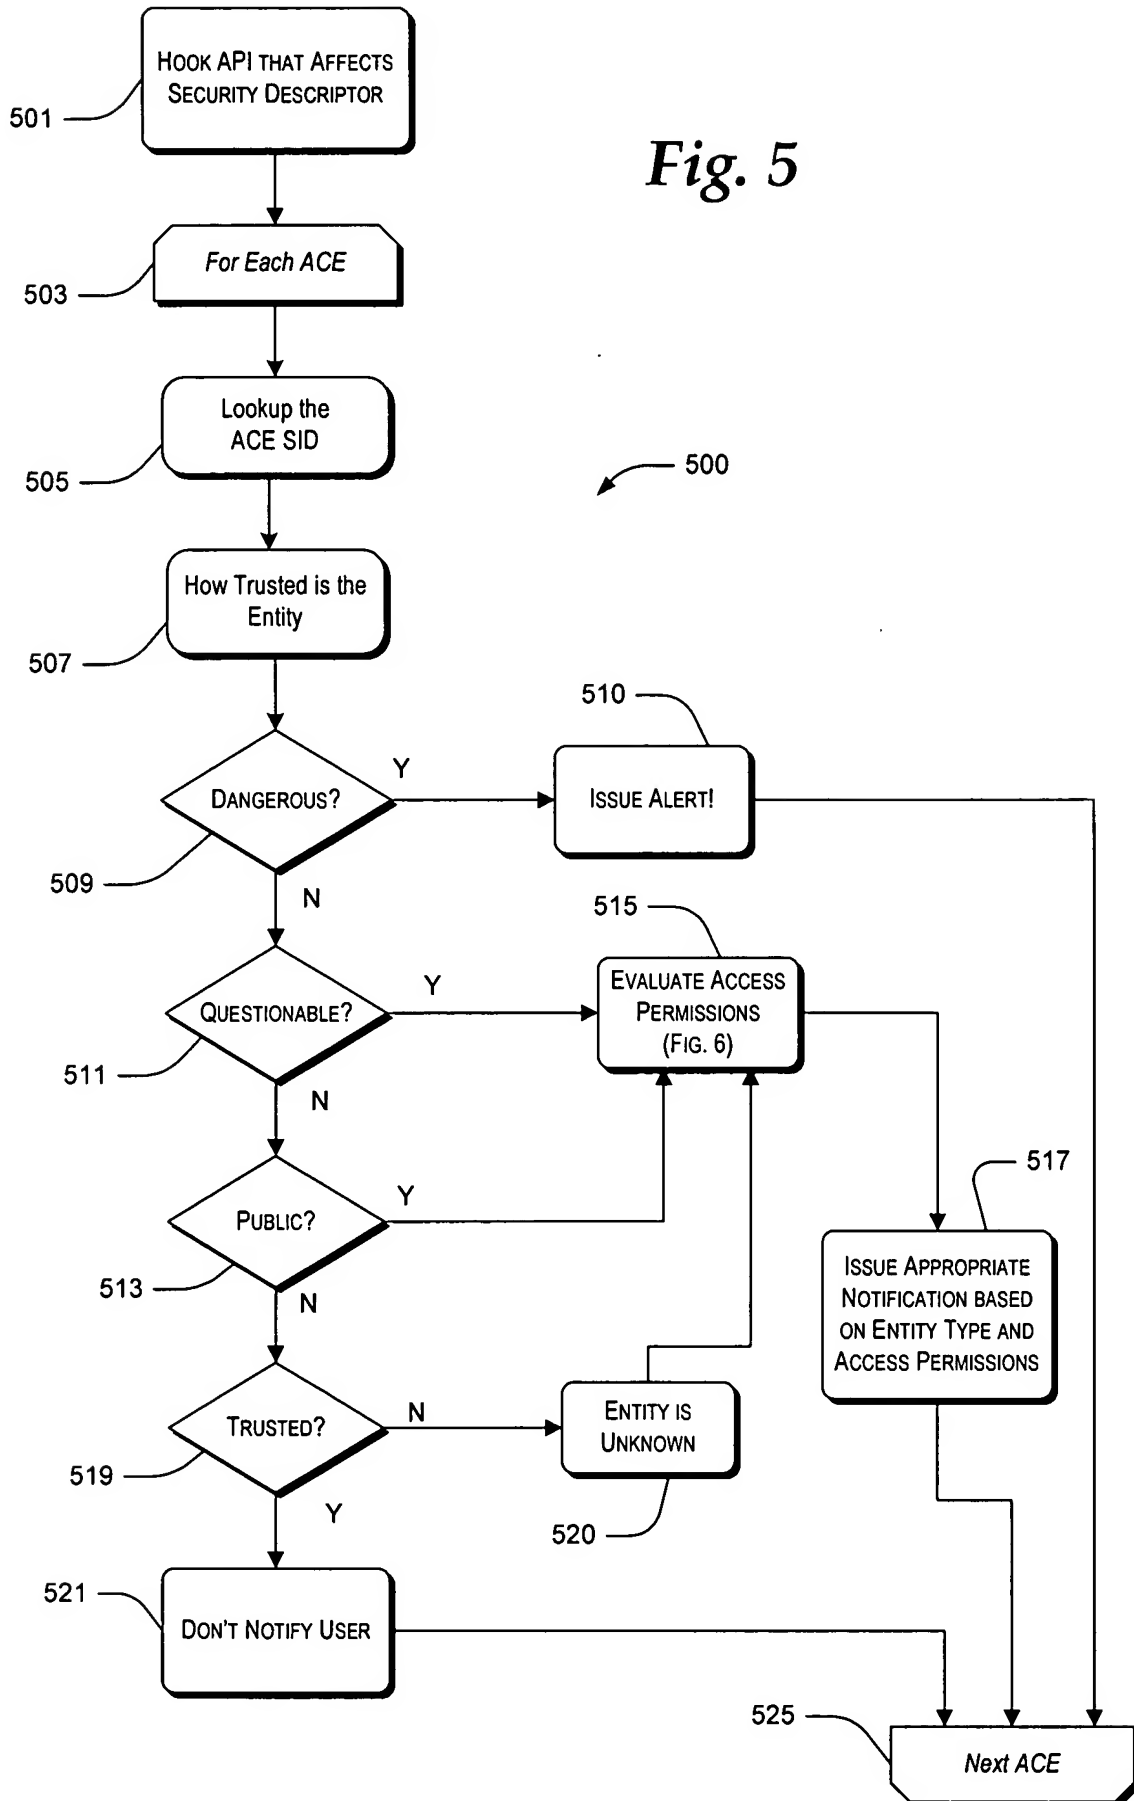 HOOK API THAT AFFECTS
SECURITY DESCRIPTOR
501
Fig. 5
For Each ACE
503
Lookup the
ACE SID
505
500
How Trusted is the
Entity
507
510
DANGEROUS?
Y
ISSUE ALERT!
509
N
515
QUESTIONABLE?
Y
EVALUATE ACCESS
PERMISSIONS
(FIG. 6)
511
N
517
PUBLIC?
Y
513
N
ISSUE APPROPRIATE
NOTIFICATION BASED
ON ENTITY TYPE AND
ACCESS PERMISSIONS
TRUSTED?
N
ENTITY IS
UNKNOWN
519
Y
520
521
DON'T NOTIFY USER
525
Next ACE